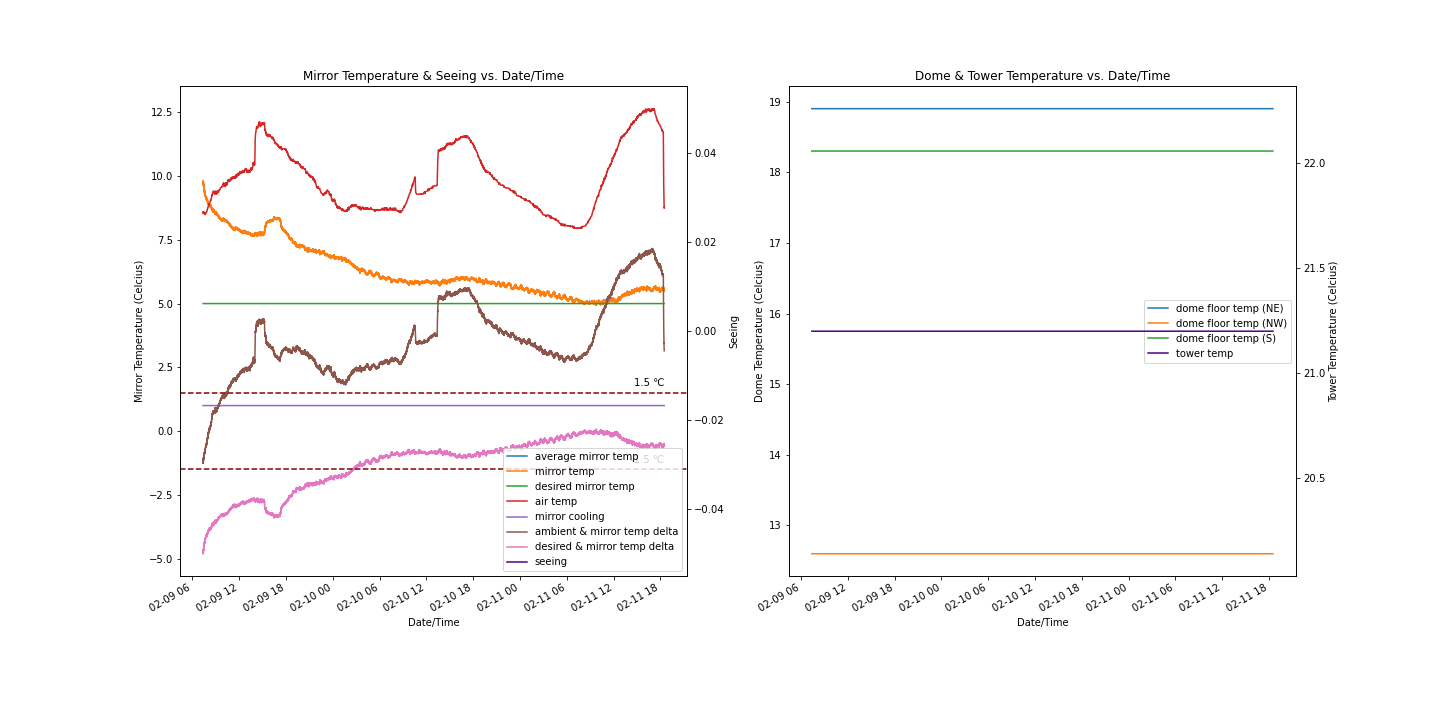 Mirror Temperature & Seeing vs. Date/Time
12.5
10.0
7.5
5.0
2.5
0.0
−2.5
−5.0
Mirror Temperature (Celcius)
0.04
0.02
0.00
−0.02
−0.04
Seeing
1.5 ℃
average mirror temp
mirror temp
desired mirror temp
air temp
mirror cooling
ambient & mirror temp delta
desired & mirror temp delta
seeing
02-09 06
02-09 12
02-09 18
02-10 00
02-10 06
02-10 12
02-10 18
02-11 00
02-11 06
02-11 12
02-11 18
Date/Time
Dome & Tower Temperature vs. Date/Time
19
18
17
16
15
14
13
Dome Temperature (Celcius)
22.0
21.5
21.0
20.5
Tower Temperature (Celcius)
dome floor temp (NE)
dome floor temp (NW)
dome floor temp (S)
tower temp
02-09 06
02-09 12
02-09 18
02-10 00
02-10 06
02-10 12
02-10 18
02-11 00
02-11 06
02-11 12
02-11 18
Date/Time